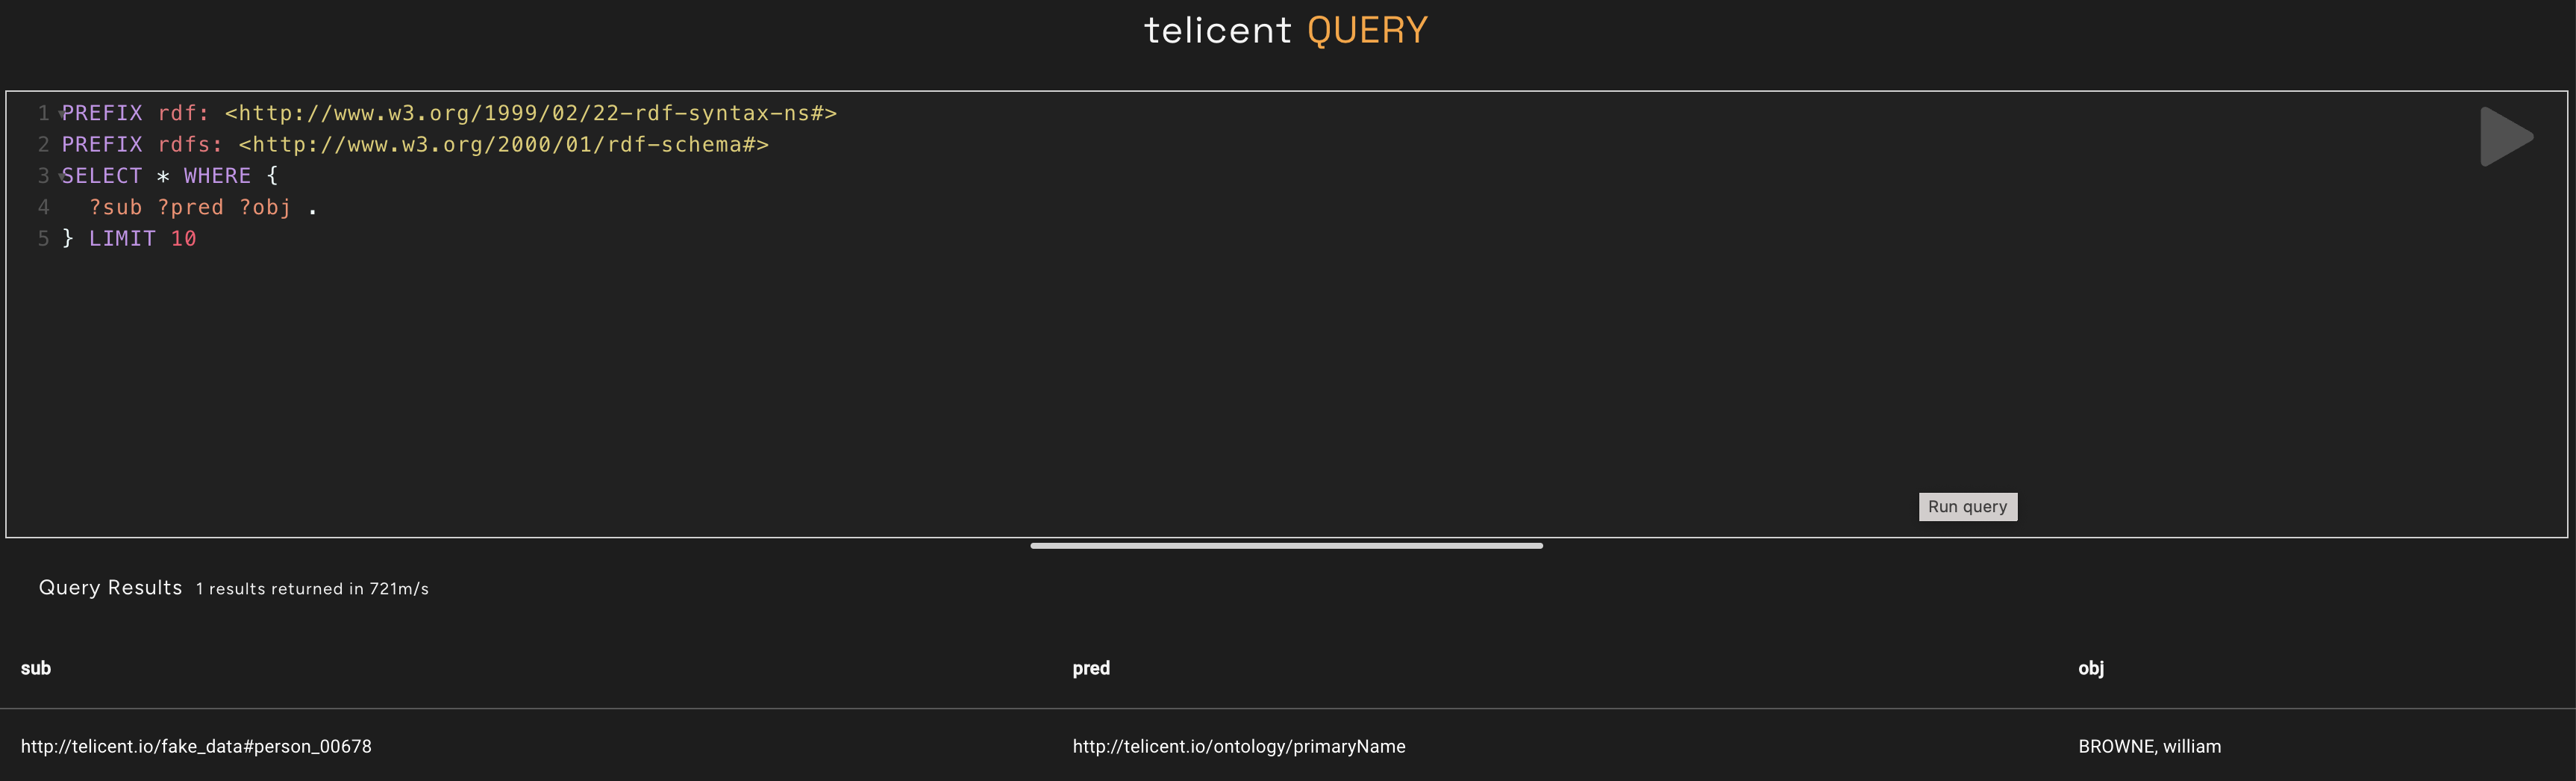 telicent QUERY
1 PREFIX rdf: <http://www.w3.org/1999/02/22-rdf-syntax-ns#>
2 PREFIX rdfs: <http://www.w3.org/2000/01/rdf-schema#>
3 SELECT * WHERE {
4 ?sub ?pred ?obj .
5 } LIMIT 10
Run query
Query Results 1 results returned in 721m/s
sub pred obj
http://telicent.io/fake_data#person_00678 http://telicent.io/ontology/primaryName BROWNE, william